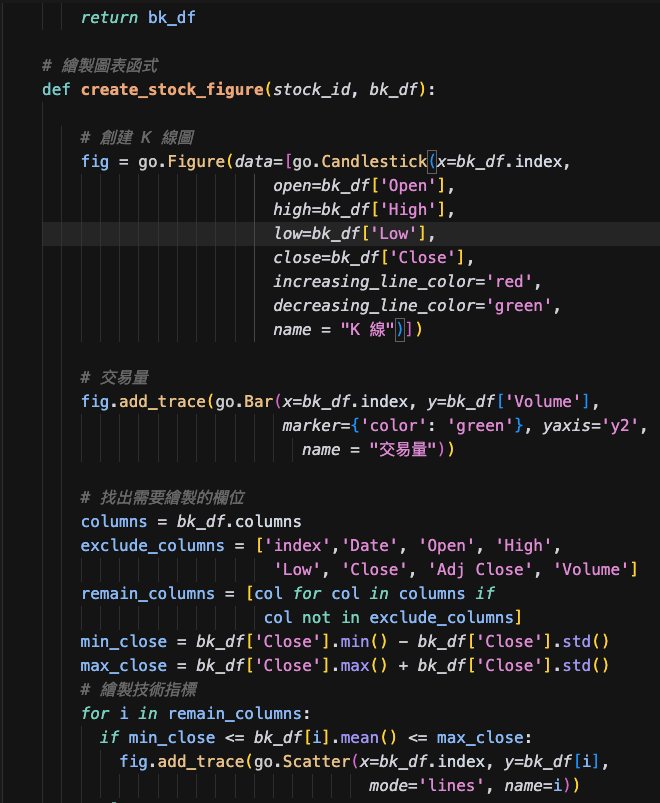 return bk_df
# 繪製圖表函式
def create_stock_figure(stock_id, bk_df):
# 創建 K 線圖
fig = go.Figure(data=[go.Candlestick(x=bk_df.index,
open=bk_df['Open'],
high=bk_df['High'],
low=bk_df['Low'],
close=bk_df['Close'],
increasing_line_color='red',
decreasing_line_color='green',
name = "K 線")])
# 交易量
fig.add_trace(go.Bar(x=bk_df.index, y=bk_df['Volume'],
marker={'color': 'green'}, yaxis='y2',
name = "交易量"))
# 找出需要繪製的欄位
columns = bk_df.columns
exclude_columns = ['index','Date', 'Open', 'High',
'Low', 'Close', 'Adj Close', 'Volume']
remain_columns = [col for col in columns if
col not in exclude_columns]
min_close = bk_df['Close'].min() - bk_df['Close'].std()
max_close = bk_df['Close'].max() + bk_df['Close'].std()
# 繪製技術指標
for i in remain_columns:
if min_close <= bk_df[i].mean() <= max_close:
fig.add_trace(go.Scatter(x=bk_df.index, y=bk_df[i],
mode='lines', name=i))